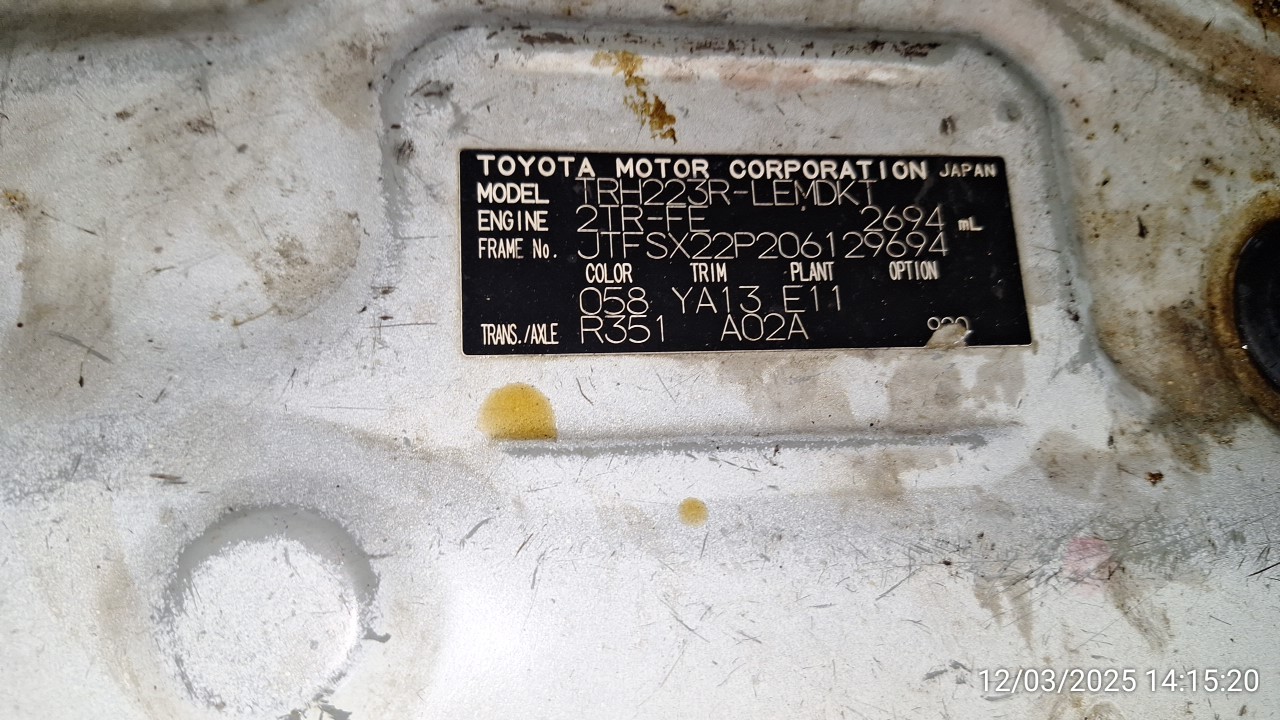 TOYOTA MOTOR CORPORATION JAPAN
MODEL TRH223R-LEMDKT
ENGINE 2TR-FE 2694 mL
FRAME No. JTFSX22P206129694
COLOR TRIM PLANT OPTION
058 YA13 E11
TRANS./AXLE R351 A02A
12/03/2025 14:15:20